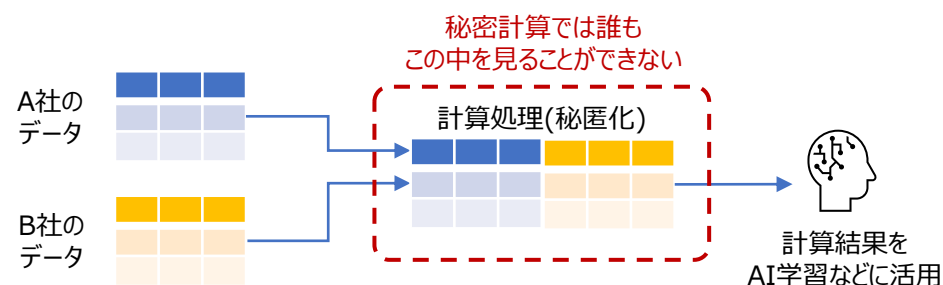 秘密計算では誰も
この中を見ることができない
A社の
データ
計算処理(秘匿化)
B社の
データ
計算結果を
AI学習などに活用